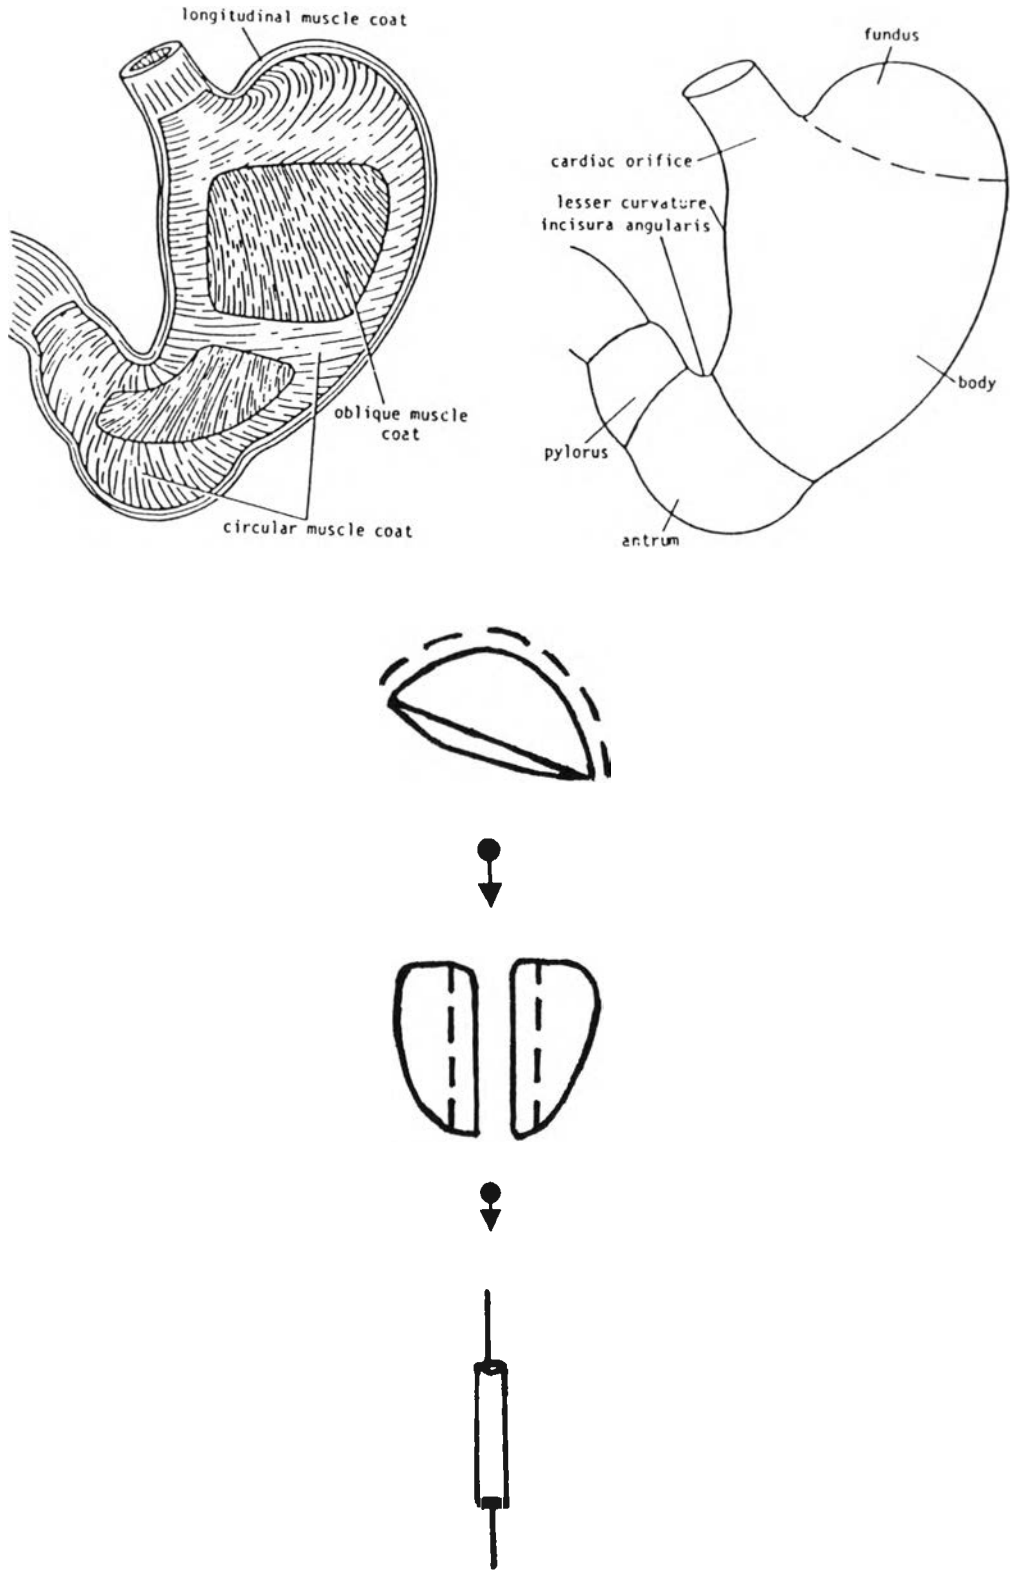 longitudinal muscle coat
fundus
cardiac orifice
lesser curvature
incisura angularis
body
oblique muscle
coat
pylorus
circular muscle coat
antrum